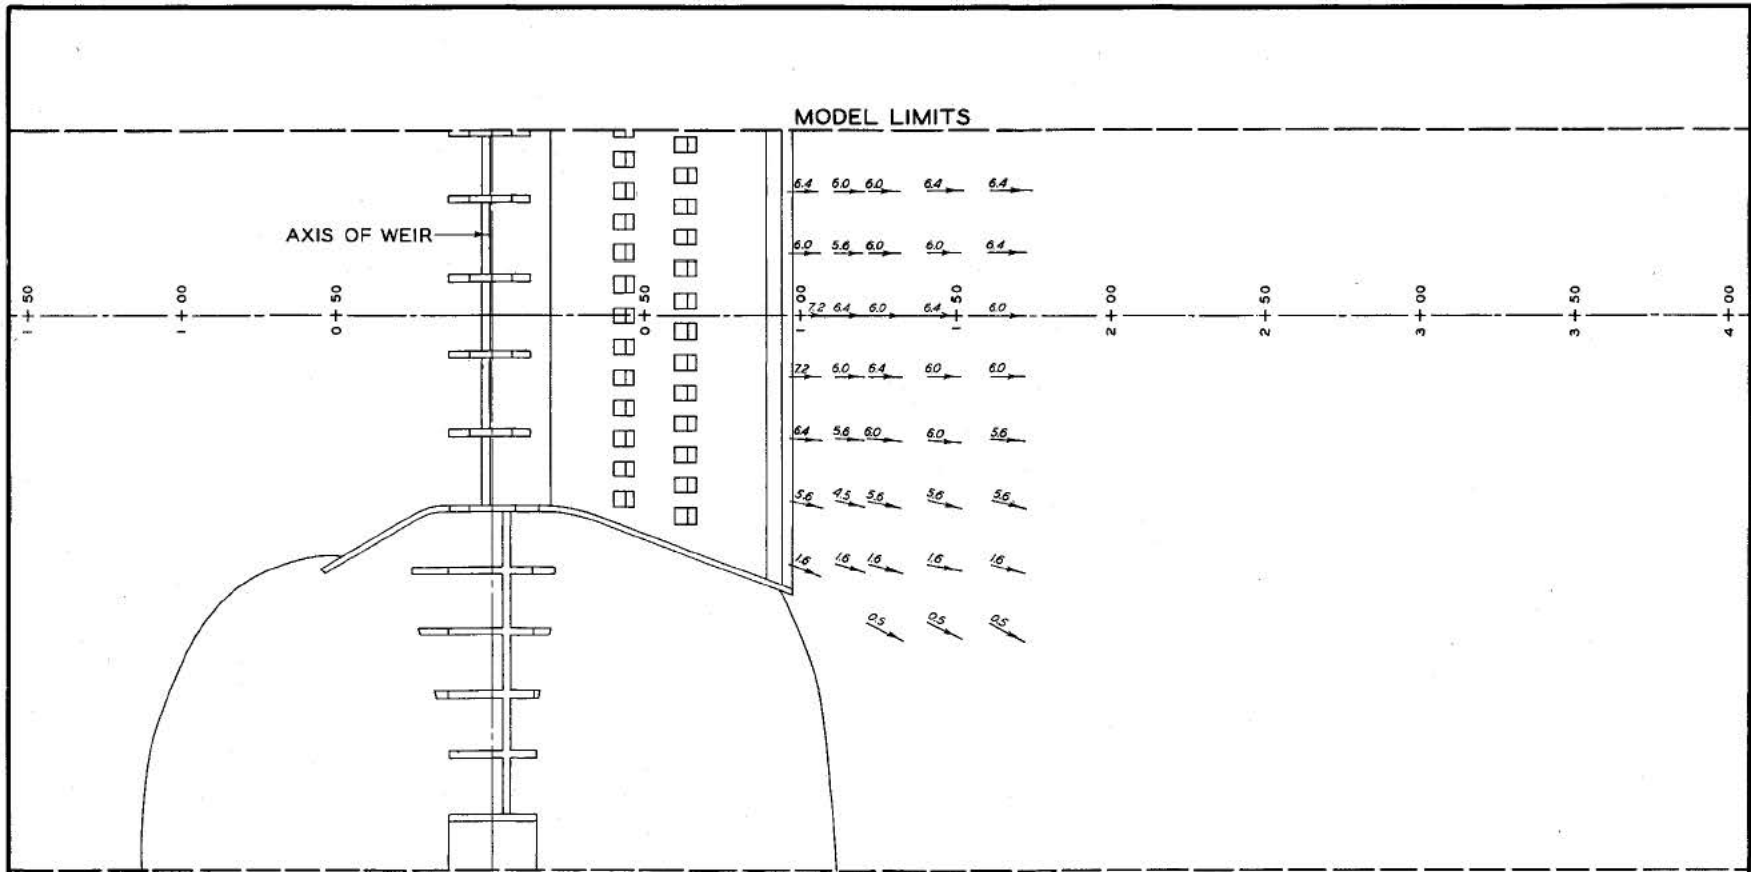 MODEL LIMITS
6.4 6.0 6.0 6.4 6.4
AXIS OF WEIR
6.0 5.6 6.0 6.0 6.4
1+50 1+00 0+50 0+50 1+00 1+50 2+00 2+50 3+00 3+50 4+00
7.2 6.4 6.0 6.4 6.0
7.2 6.0 6.4 6.0 6.0
6.4 5.6 6.0 6.0 5.6
5.6 4.5 5.6 5.6 5.6
1.6 1.6 1.6 1.6 1.6
0.5 0.5 0.5